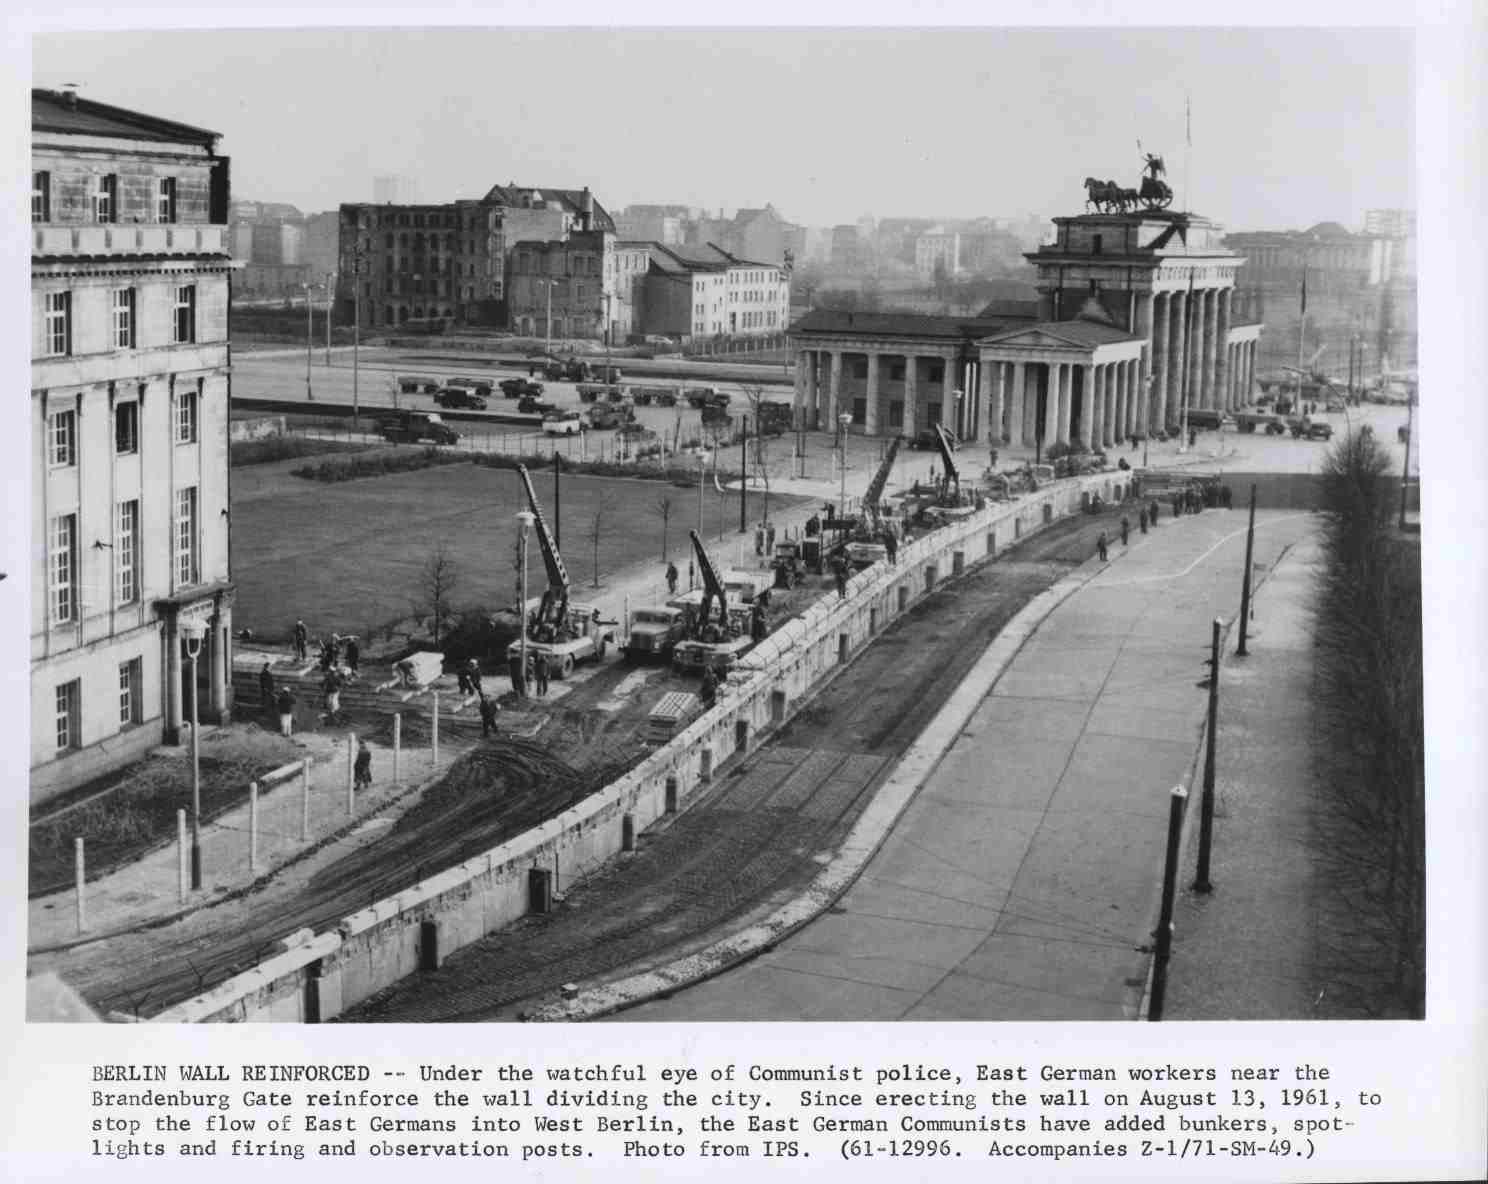 BERLIN WALL REINFORCED -- Under the watchful eye of Communist police, East German workers near the
Brandenburg Gate reinforce the wall dividing the city.  Since erecting the wall on August 13, 1961, to
stop the flow of East Germans into West Berlin, the East German Communists have added bunkers, spot-
lights and firing and observation posts.  Photo from IPS.  (61-12996.  Accompanies Z-1/71-SM-49.)